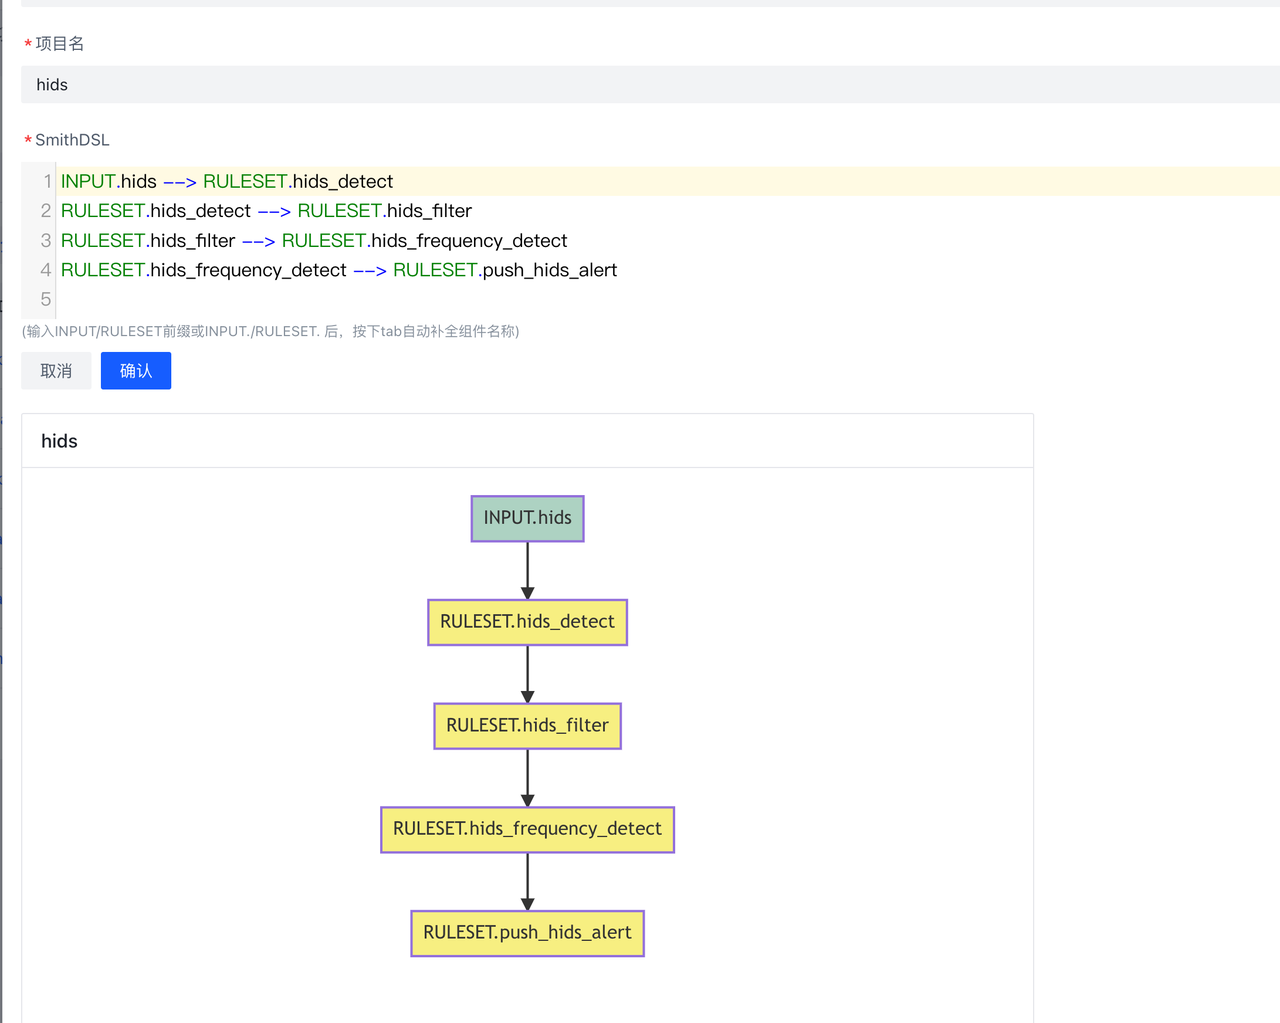 * 项目名
hids
* SmithDSL
1 INPUT.hids --> RULESET.hids_detect
2 RULESET.hids_detect --> RULESET.hids_filter
3 RULESET.hids_filter --> RULESET.hids_frequency_detect
4 RULESET.hids_frequency_detect --> RULESET.push_hids_alert
5
(输入INPUT/RULESET前缀或INPUT./RULESET. 后，按下tab自动补全组件名称)
取消 确认
hids
INPUT.hids
RULESET.hids_detect
RULESET.hids_filter
RULESET.hids_frequency_detect
RULESET.push_hids_alert